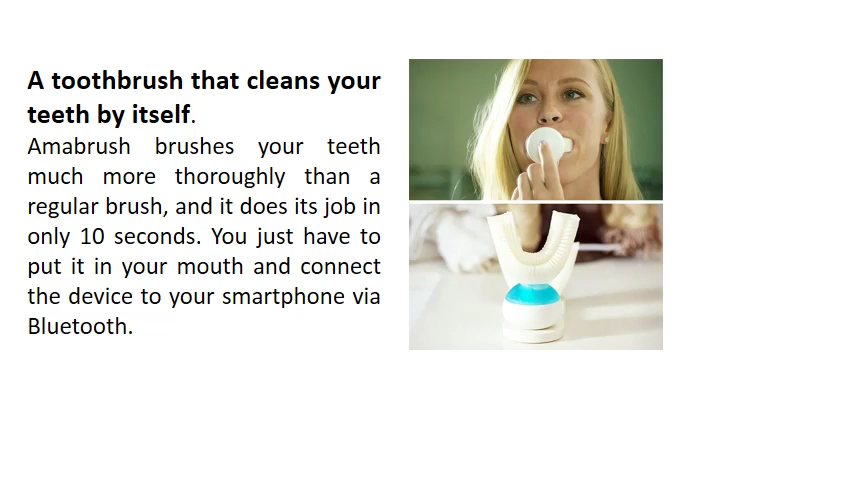 A toothbrush that cleans your
teeth by itself.
Amabrush brushes your teeth
much more thoroughly than a
regular brush, and it does its job in
only 10 seconds. You just have to
put it in your mouth and connect
the device to your smartphone via
Bluetooth.